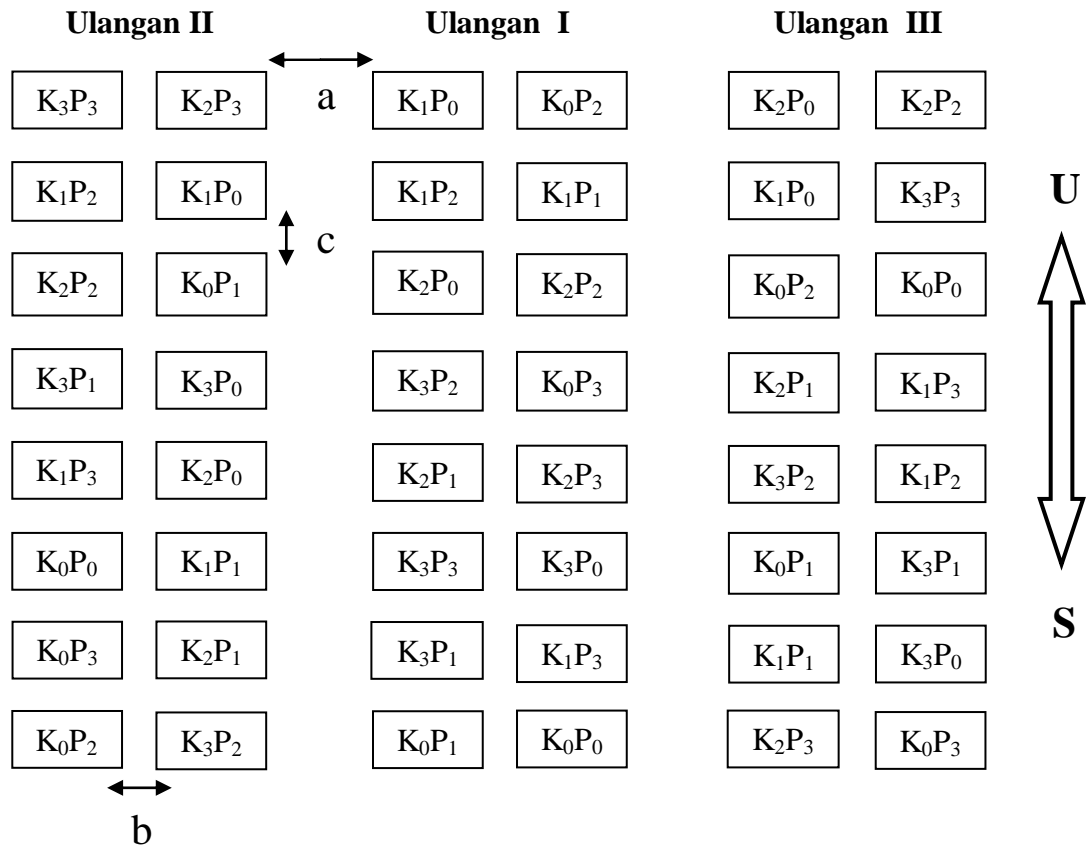 Ulangan II Ulangan I Ulangan III
K₃P₃ K₂P₃ a K₁P₀ K₀P₂ K₂P₀ K₂P₂
K₁P₂ K₁P₀ K₁P₂ K₁P₁ K₁P₀ K₃P₃ U
c
K₂P₂ K₀P₁ K₂P₀ K₂P₂ K₀P₂ K₀P₀
K₃P₁ K₃P₀ K₃P₂ K₀P₃ K₂P₁ K₁P₃
K₁P₃ K₂P₀ K₂P₁ K₂P₃ K₃P₂ K₁P₂
K₀P₀ K₁P₁ K₃P₃ K₃P₀ K₀P₁ K₃P₁
S
K₀P₃ K₂P₁ K₃P₁ K₁P₃ K₁P₁ K₃P₀
K₀P₂ K₃P₂ K₀P₁ K₀P₀ K₂P₃ K₀P₃
b